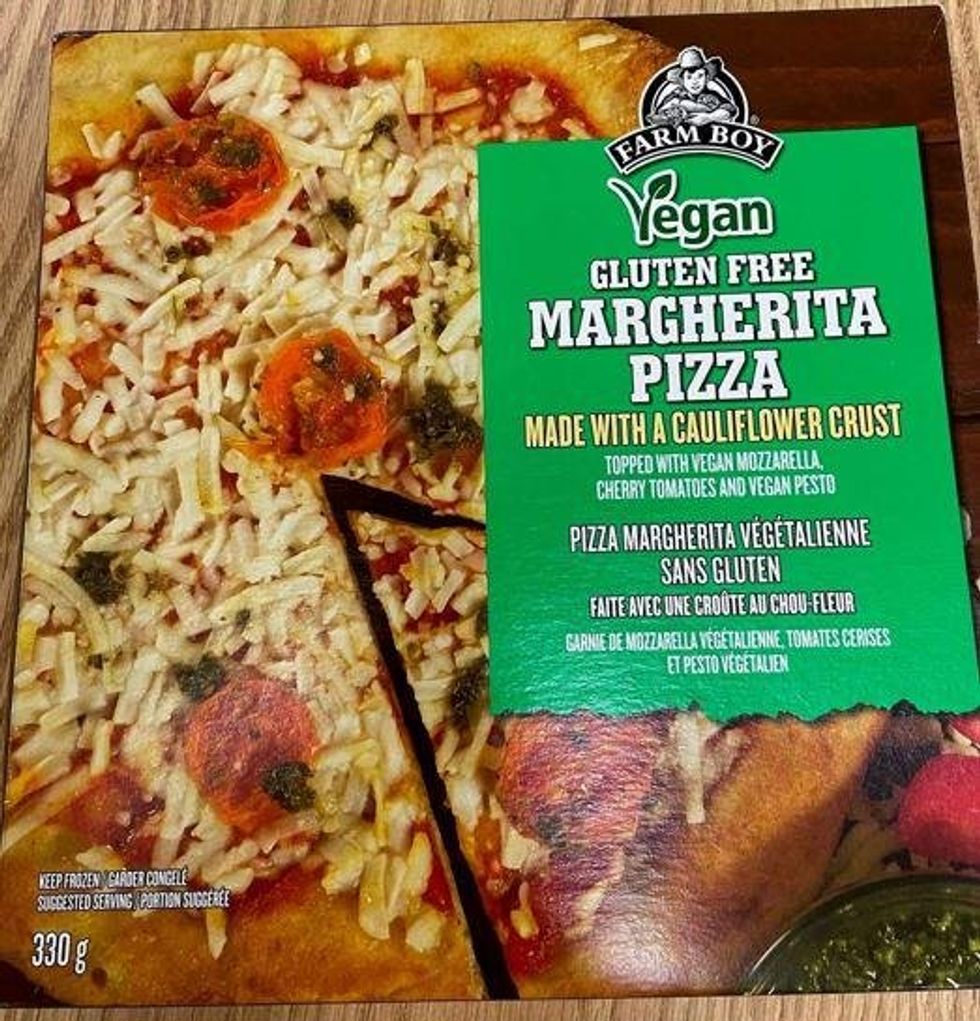 FARM BOY
Vegan
GLUTEN FREE
MARGHERITA
PIZZA
MADE WITH A CAULIFLOWER CRUST
TOPPED WITH VEGAN MOZZARELLA,
CHERRY TOMATOES AND VEGAN PESTO
PIZZA MARGHERITA VÉGÉTALIENNE
SANS GLUTEN
FAITE AVEC UNE CROÛTE AU CHOU-FLEUR
GARNIE DE MOZZARELLA VÉGÉTALIENNE, TOMATES CERISES
ET PESTO VÉGÉTALIEN
KEEP FROZEN / GARDER CONGELÉ
SUGGESTED SERVING / PORTION SUGGÉRÉE
330 g